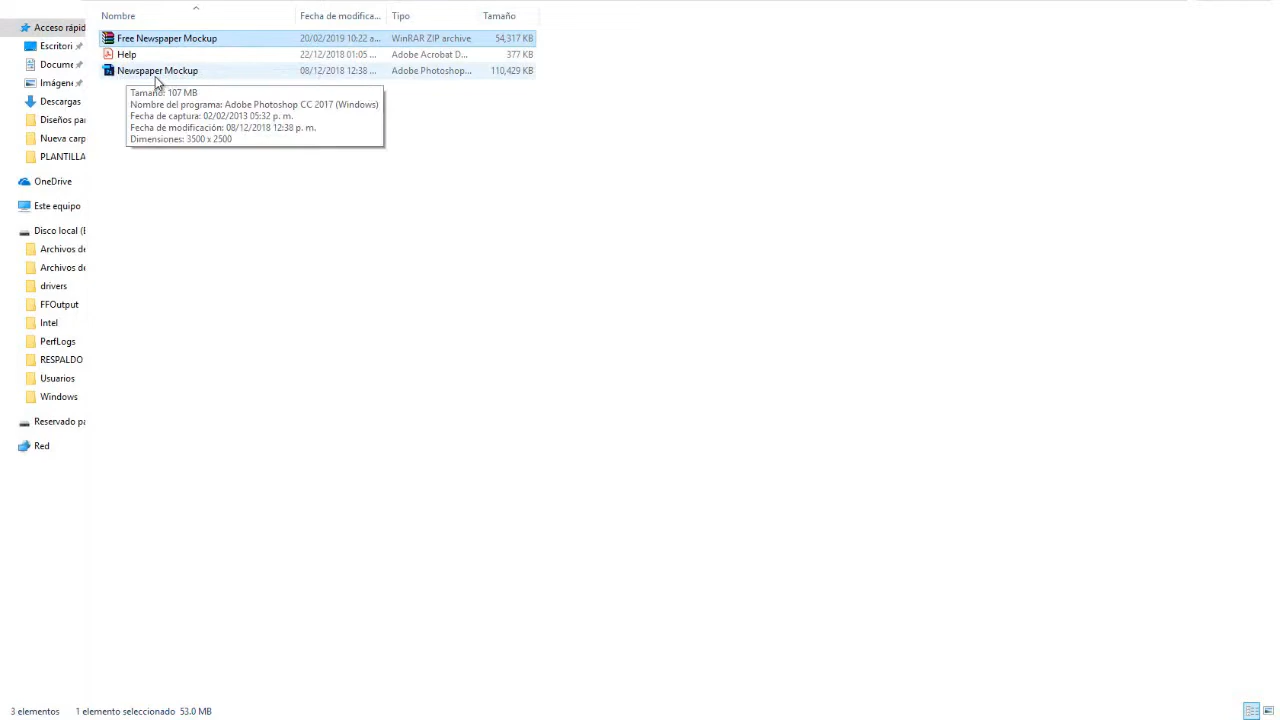 Nombre Fecha de modifica... Tipo Tamaño
Acceso rápid
Escritori
Docume
Imágene
Descargas
Diseños pa
Nueva carp
PLANTILLA
OneDrive
Este equipo
Disco local (E
Archivos de
Archivos de
drivers
FFOutput
Intel
PerfLogs
RESPALDO
Usuarios
Windows
Reservado pa
Red
Free Newspaper Mockup 20/02/2019 10:22 a... WinRAR ZIP archive 54,317 KB
Help 22/12/2018 01:05 ... Adobe Acrobat D... 377 KB
Newspaper Mockup 08/12/2018 12:38 ... Adobe Photoshop... 110,429 KB
Tamaño: 107 MB
Nombre del programa: Adobe Photoshop CC 2017 (Windows)
Fecha de captura: 02/02/2013 05:32 p. m.
Fecha de modificación: 08/12/2018 12:38 p. m.
Dimensiones: 3500 x 2500
3 elementos 1 elemento seleccionado 53.0 MB